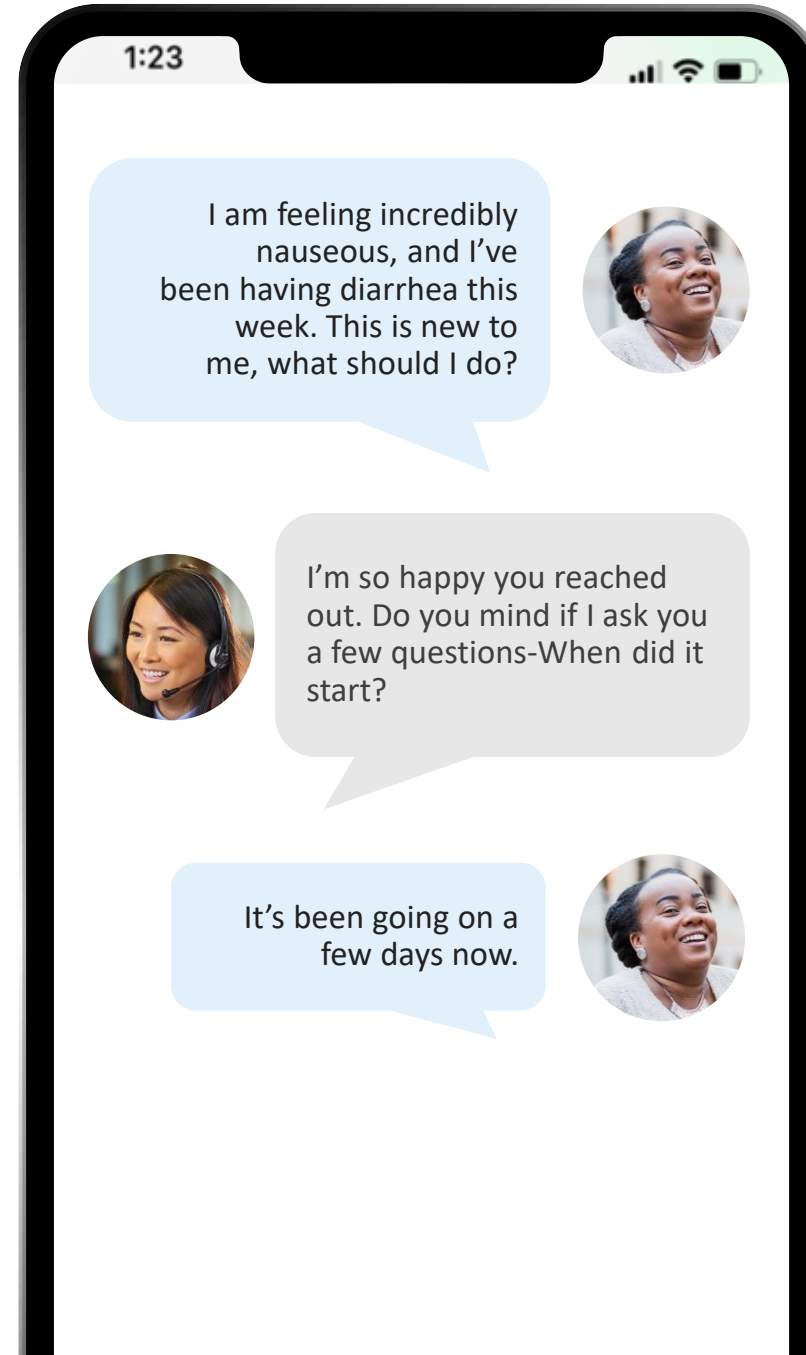 1:23
I am feeling incredibly
nauseous, and I’ve
been having diarrhea this
week. This is new to
me, what should I do?
I’m so happy you reached
out. Do you mind if I ask you
a few questions-When did it
start?
It’s been going on a
few days now.